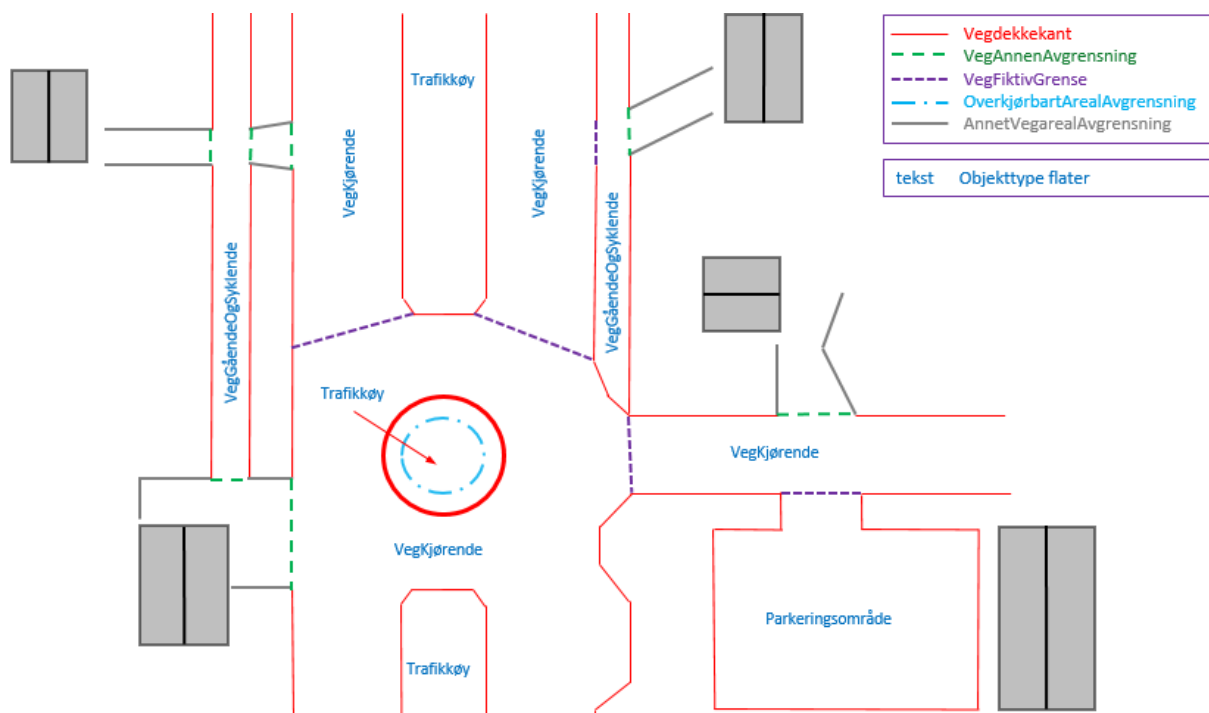 Trafikkøy
Vegdekkekant
VegAnnenAvgrensning
VegFiktivGrense
OverkjørbartArealAvgrensning
AnnetVegarealAvgrensning
tekst Objekttype flater
VegKjørende
VegKjørende
VegGåendeOgSyklende
VegGåendeOgSyklende
Trafikkøy
VegKjørende
VegKjørende
Parkeringsområde
Trafikkøy